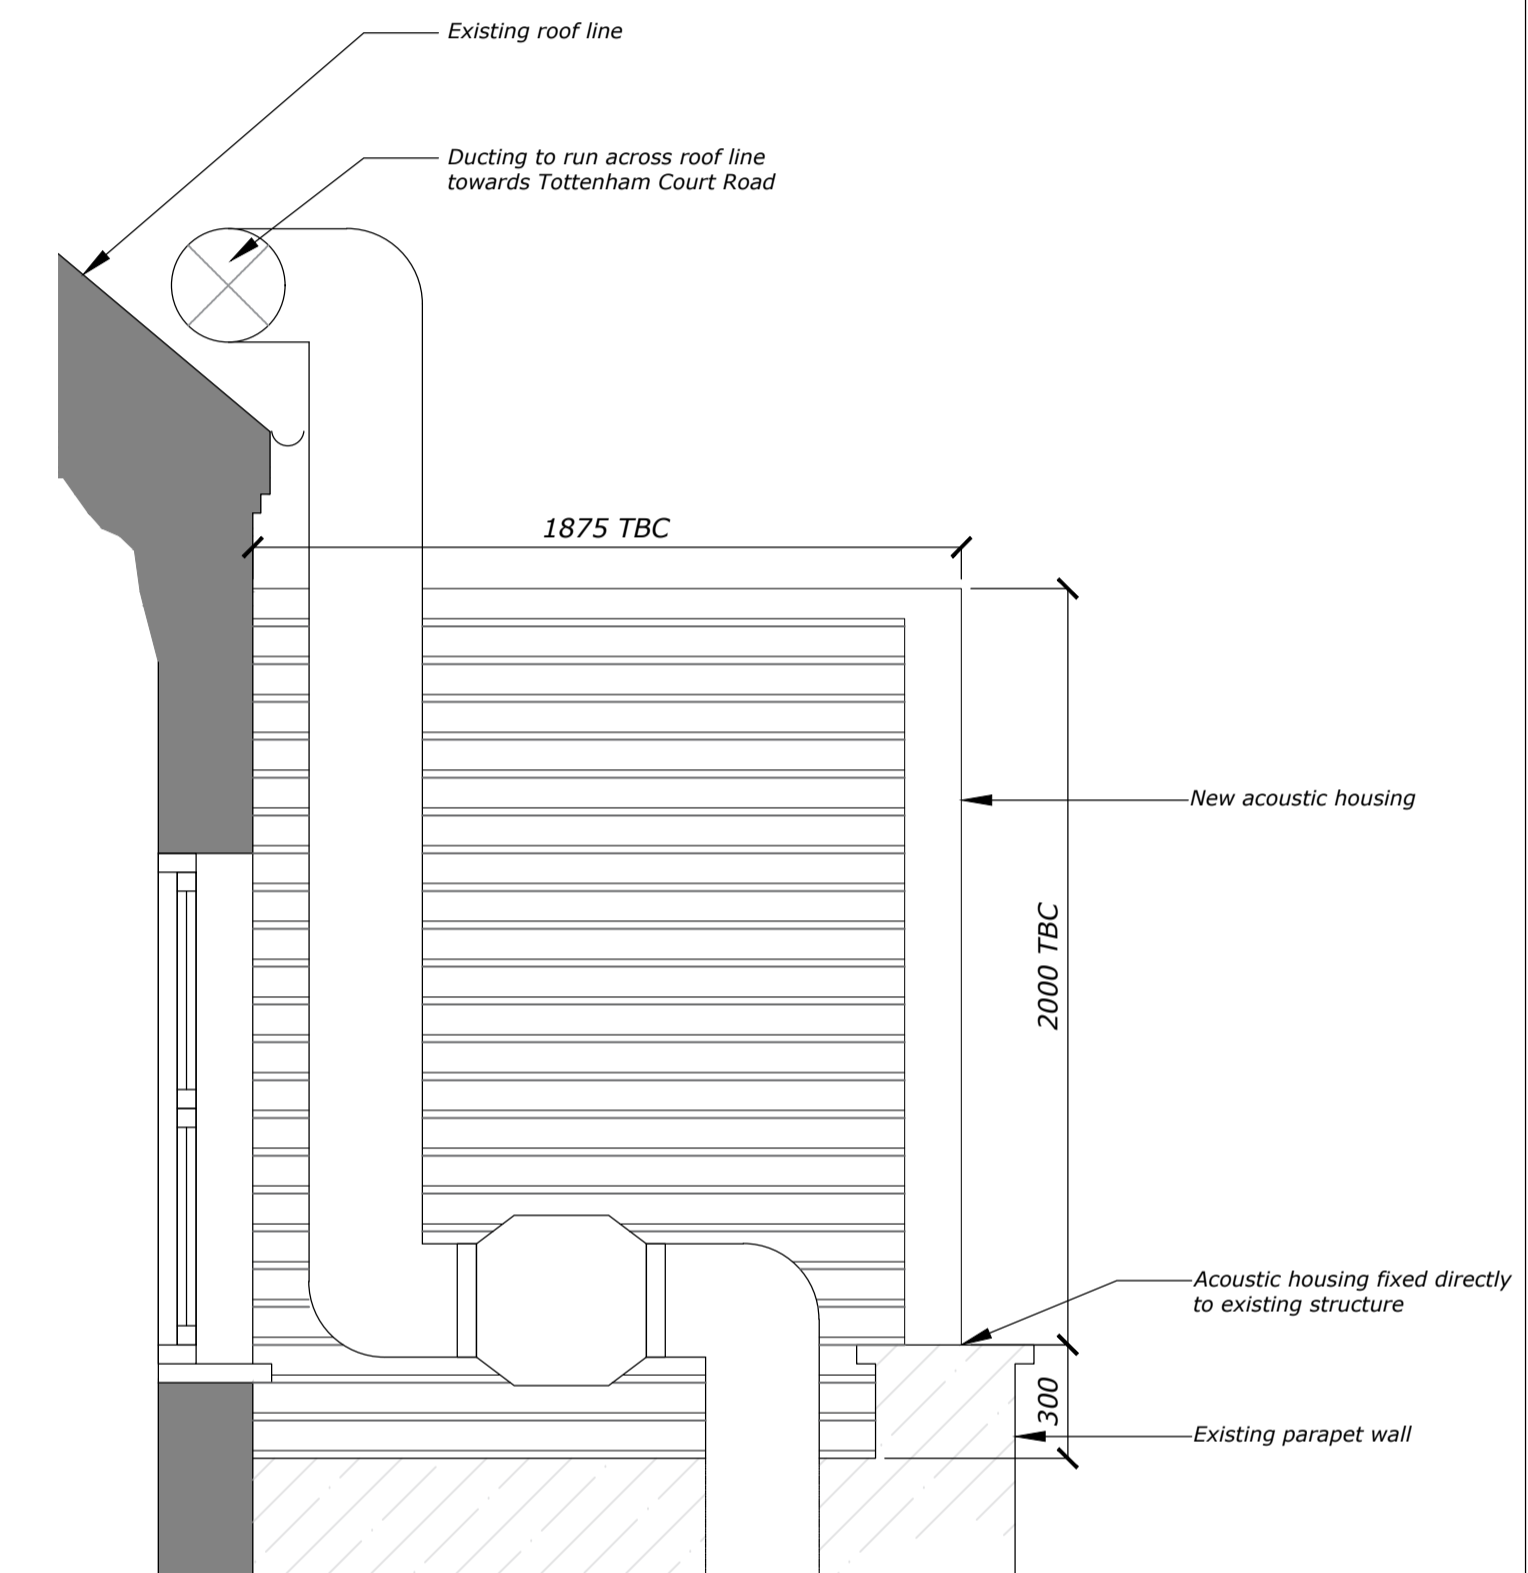 Existing roof line
Ducting to run across roof line
towards Tottenham Court Road
1875 TBC
New acoustic housing
2000 TBC
Acoustic housing fixed directly
to existing structure
300
Existing parapet wall